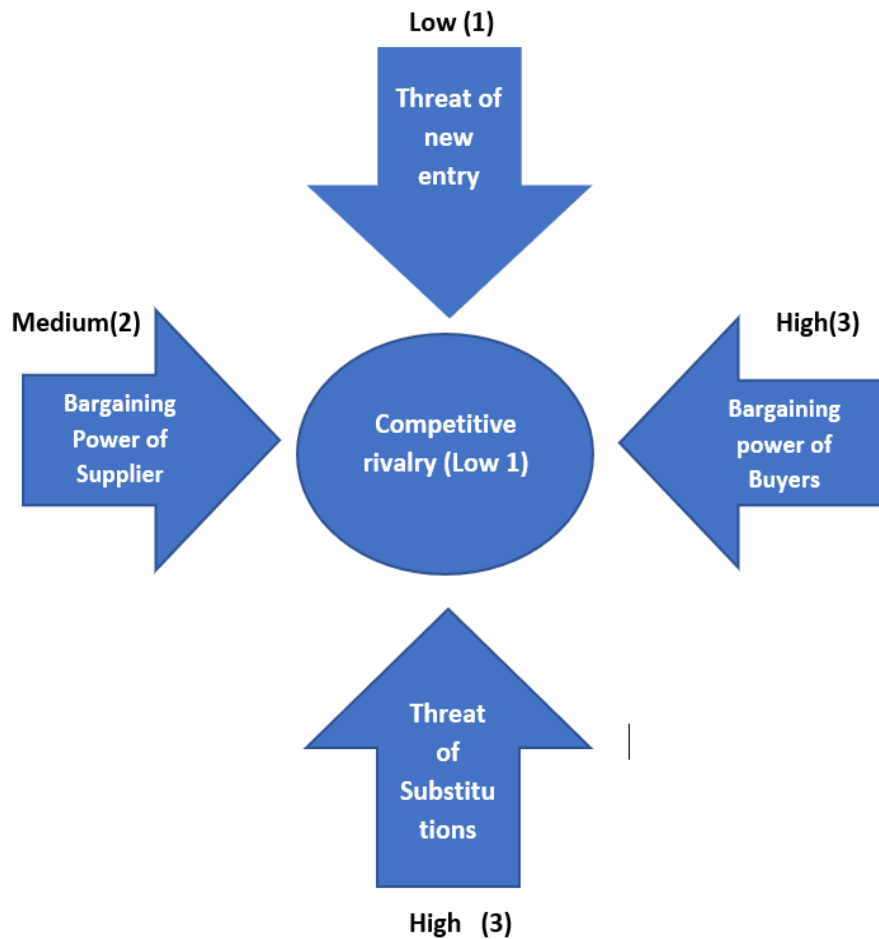 Low (1)
Threat of
new
entry
Medium(2)
High(3)
Bargaining
Power of
Supplier
Competitive
rivalry (Low 1)
Bargaining
power of
Buyers
Threat
of
Substitu
tions
High (3)